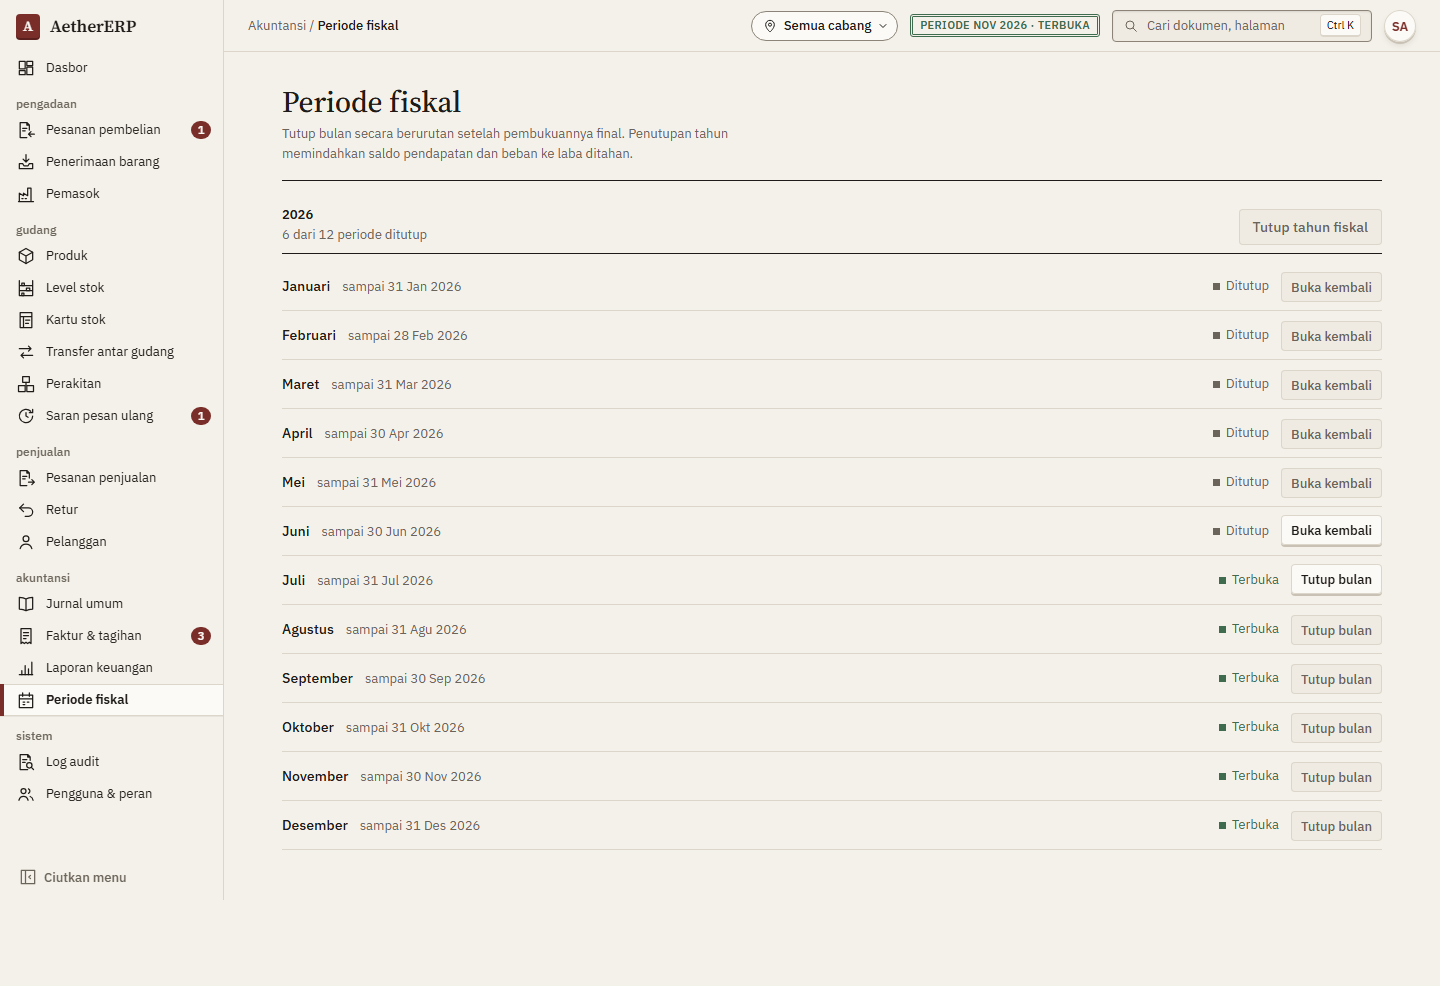 A AetherERP
Akuntansi / Periode fiskal
Semua cabang
PERIODE NOV 2026 · TERBUKA
Cari dokumen, halaman
Ctrl K
SA
Dasbor
pengadaan
Pesanan pembelian 1
Penerimaan barang
Pemasok
gudang
Produk
Level stok
Kartu stok
Transfer antar gudang
Perakitan
Saran pesan ulang 1
penjualan
Pesanan penjualan
Retur
Pelanggan
akuntansi
Jurnal umum
Faktur & tagihan 3
Laporan keuangan
Periode fiskal
sistem
Log audit
Pengguna & peran
Ciutkan menu
Periode fiskal
Tutup bulan secara berurutan setelah pembukuannya final. Penutupan tahun
memindahkan saldo pendapatan dan beban ke laba ditahan.
2026
6 dari 12 periode ditutup
Tutup tahun fiskal
Januari sampai 31 Jan 2026 Ditutup Buka kembali
Februari sampai 28 Feb 2026 Ditutup Buka kembali
Maret sampai 31 Mar 2026 Ditutup Buka kembali
April sampai 30 Apr 2026 Ditutup Buka kembali
Mei sampai 31 Mei 2026 Ditutup Buka kembali
Juni sampai 30 Jun 2026 Ditutup Buka kembali
Juli sampai 31 Jul 2026 Terbuka Tutup bulan
Agustus sampai 31 Agu 2026 Terbuka Tutup bulan
September sampai 30 Sep 2026 Terbuka Tutup bulan
Oktober sampai 31 Okt 2026 Terbuka Tutup bulan
November sampai 30 Nov 2026 Terbuka Tutup bulan
Desember sampai 31 Des 2026 Terbuka Tutup bulan